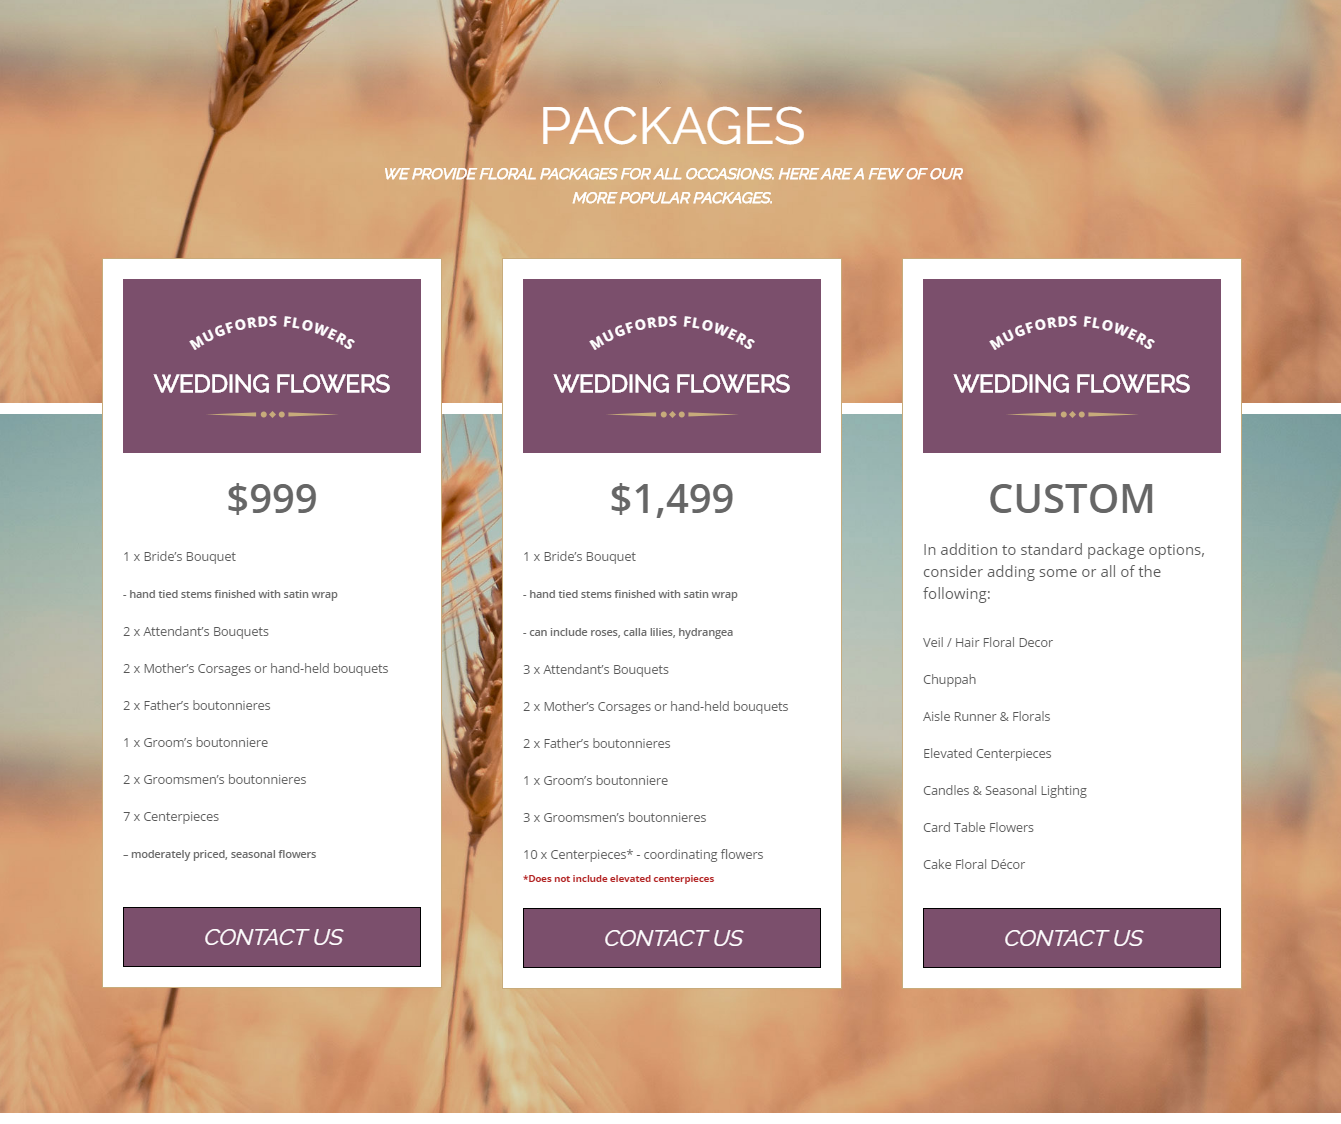 PACKAGES
WE PROVIDE FLORAL PACKAGES FOR ALL OCCASIONS. HERE ARE A FEW OF OUR
MORE POPULAR PACKAGES.
MUGFORDS FLOWERS
WEDDING FLOWERS
$999
1 x Bride’s Bouquet
- hand tied stems finished with satin wrap
2 x Attendant’s Bouquets
2 x Mother’s Corsages or hand-held bouquets
2 x Father’s boutonnieres
1 x Groom’s boutonniere
2 x Groomsmen’s boutonnieres
7 x Centerpieces
– moderately priced, seasonal flowers
CONTACT US
MUGFORDS FLOWERS
WEDDING FLOWERS
$1,499
1 x Bride’s Bouquet
- hand tied stems finished with satin wrap
- can include roses, calla lilies, hydrangea
3 x Attendant’s Bouquets
2 x Mother’s Corsages or hand-held bouquets
2 x Father’s boutonnieres
1 x Groom’s boutonniere
3 x Groomsmen’s boutonnieres
10 x Centerpieces* - coordinating flowers
*Does not include elevated centerpieces
CONTACT US
MUGFORDS FLOWERS
WEDDING FLOWERS
CUSTOM
In addition to standard package options,
consider adding some or all of the
following:
Veil / Hair Floral Decor
Chuppah
Aisle Runner & Florals
Elevated Centerpieces
Candles & Seasonal Lighting
Card Table Flowers
Cake Floral Décor
CONTACT US